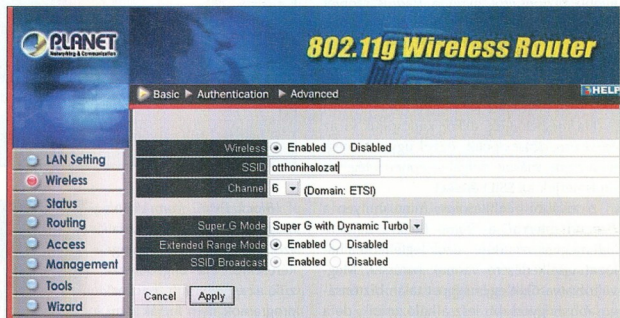 PLANET
Networking & Communication
802.11g Wireless Router
Basic Authentication Advanced
HELP
LAN Setting
Wireless
Status
Routing
Access
Management
Tools
Wizard
Wireless Enabled Disabled
SSID otthonihalozat
Channel 6 (Domain: ETSI)
Super G Mode Super G with Dynamic Turbo
Extended Range Mode Enabled Disabled
SSID Broadcast Enabled Disabled
Cancel Apply